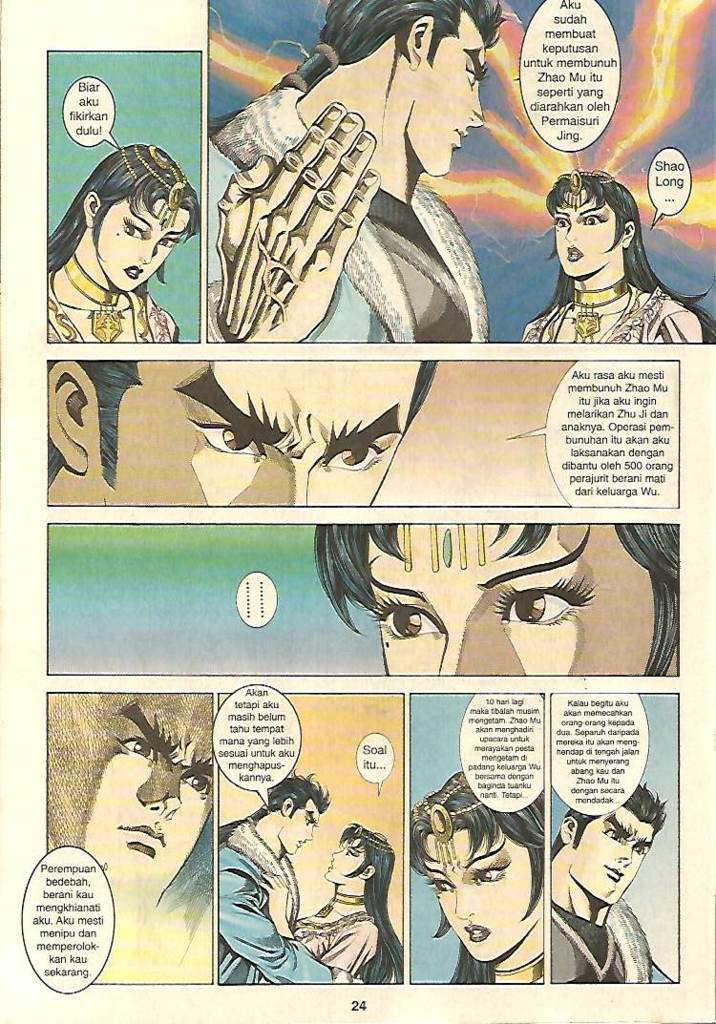 Biar
aku
fikirkan
dulu!
Aku
sudah
membuat
keputusan
untuk membunuh
Zhao Mu itu
seperti yang
diarahkan oleh
Permaisuri
Jing.
Shao
Long
...
Aku rasa aku mesti
membunuh Zhao Mu
itu jika aku ingin
melarikan Zhu Ji dan
anaknya. Operasi pem-
bunuhan itu akan aku
laksanakan dengan
dibantu oleh 500 orang
perajurit berani mati
dari keluarga Wu.
Perempuan
bedebah,
berani kau
mengkhianati
aku. Aku mesti
menipu dan
memperolok-
kan kau
sekarang.
Akan
tetapi aku
masih belum
tahu tempat
mana yang lebih
sesuai untuk aku
menghapus-
kannya.
Soal
itu...
10 hari lagi
maka tibalah musim
mengetam. Zhao Mu
akan menghadiri
upacara untuk
merayakan pesta
mengetam di
padang keluarga Wu
bersama dengan
baginda tuanku
nanti. Tetapi...
Kalau begitu aku
akan memecahkan
orang-orang kepada
dua. Separuh daripada
mereka itu akan meng-
hendap di tengah jalan
untuk menyerang
abang kau dan
Zhao Mu
dengan secara
mendadak...
24